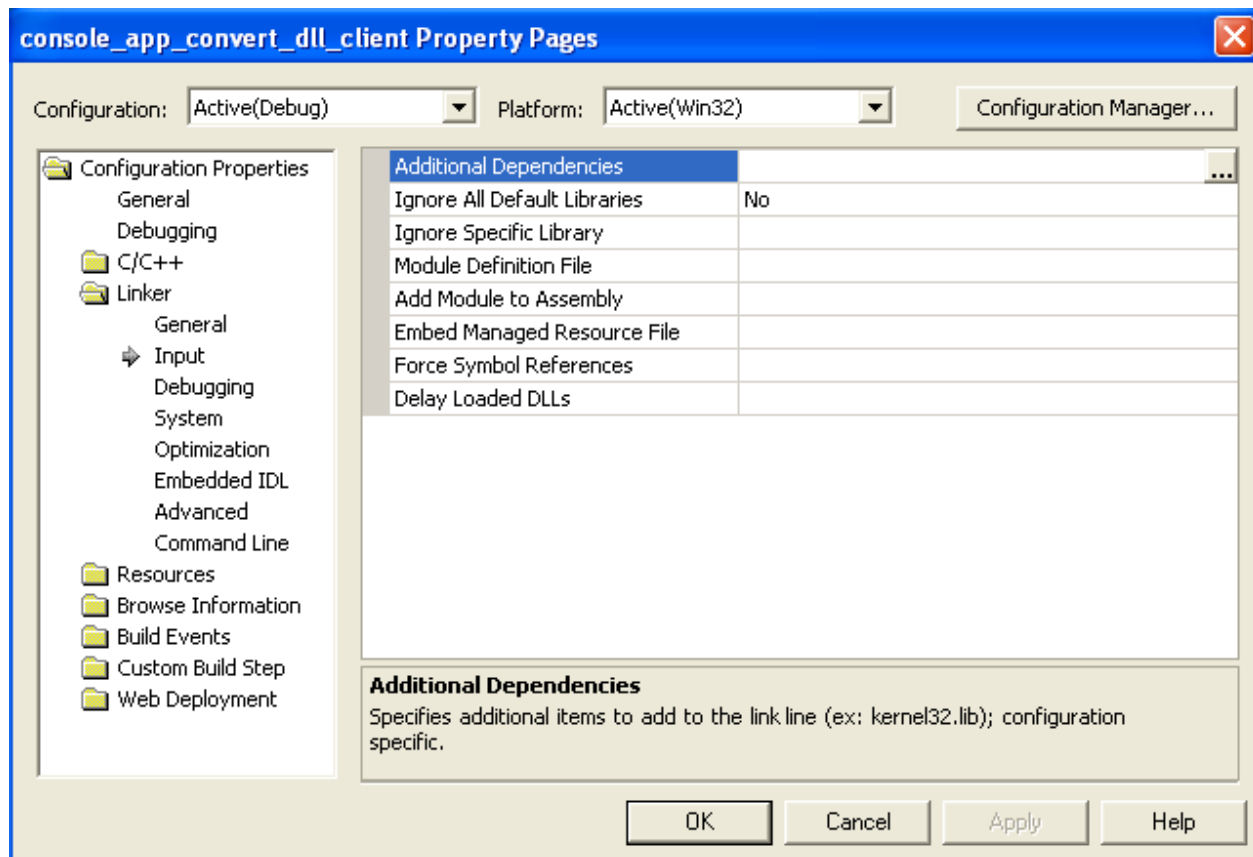 console_app_convert_dll_client Property Pages
Configuration: Active(Debug) Platform: Active(Win32) Configuration Manager...
Configuration Properties
General
Debugging
C/C++
Linker
General
Input
Debugging
System
Optimization
Embedded IDL
Advanced
Command Line
Resources
Browse Information
Build Events
Custom Build Step
Web Deployment
Additional Dependencies ...
Ignore All Default Libraries No
Ignore Specific Library
Module Definition File
Add Module to Assembly
Embed Managed Resource File
Force Symbol References
Delay Loaded DLLs
Additional Dependencies
Specifies additional items to add to the link line (ex: kernel32.lib); configuration
specific.
OK Cancel Apply Help